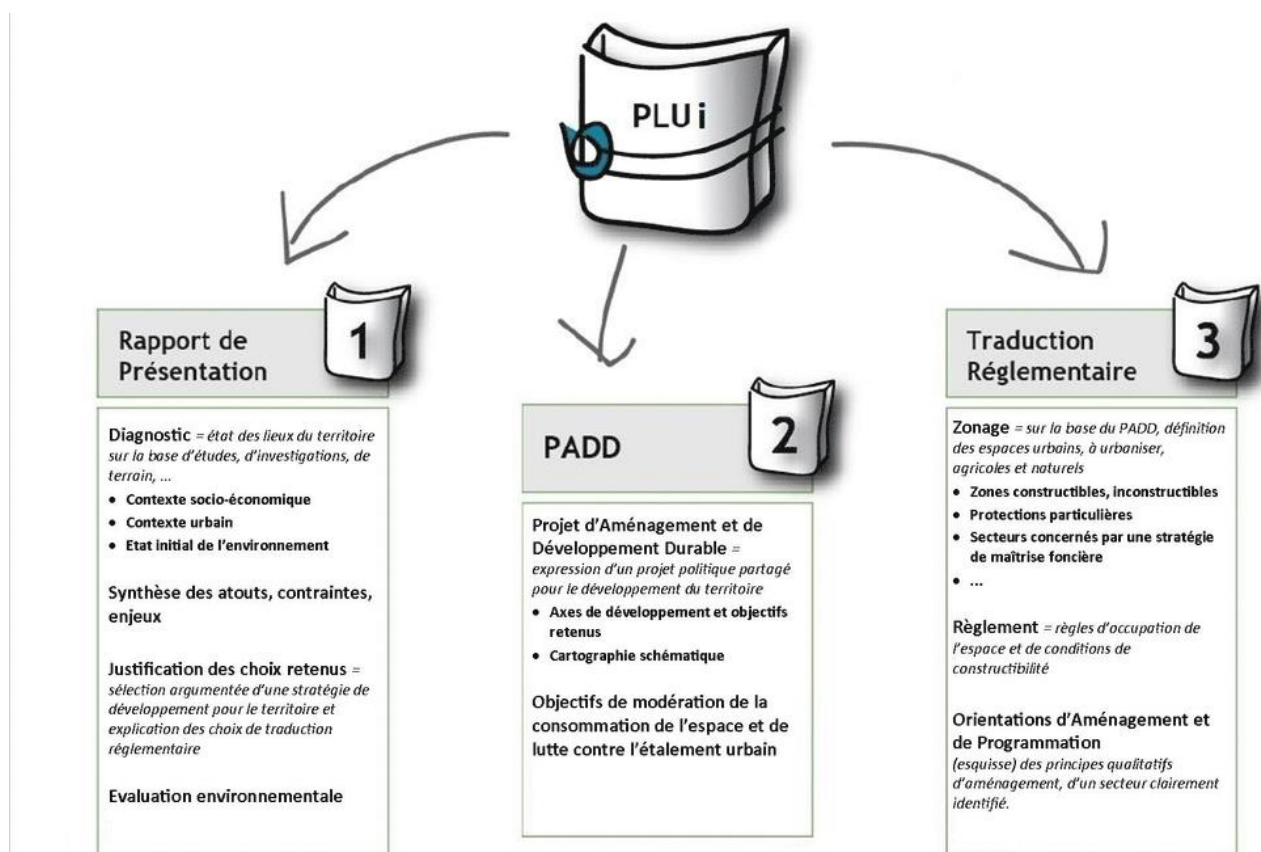 PLU i
1
Rapport de
Présentation
Diagnostic = état des lieux du territoire
sur la base d'études, d'investigations, de
terrain, ...
• Contexte socio-économique
• Contexte urbain
• Etat initial de l'environnement
Synthèse des atouts, contraintes,
enjeux
Justification des choix retenus =
sélection argumentée d'une stratégie de
développement pour le territoire et
explication des choix de traduction
réglementaire
Evaluation environnementale
2
PADD
Projet d'Aménagement et de
Développement Durable =
expression d'un projet politique partagé
pour le développement du territoire
• Axes de développement et objectifs
retenus
• Cartographie schématique
Objectifs de modération de la
consommation de l'espace et de
lutte contre l'étalement urbain
3
Traduction
Réglementaire
Zonage = sur la base du PADD, définition
des espaces urbains, à urbaniser,
agricoles et naturels
• Zones constructibles, inconstructibles
• Protections particulières
• Secteurs concernés par une stratégie
de maîtrise foncière
• ...
Règlement = règles d'occupation de
l'espace et de conditions de
constructibilité
Orientations d'Aménagement et
de Programmation
(esquisse) des principes qualitatifs
d'aménagement, d'un secteur clairement
identifié.